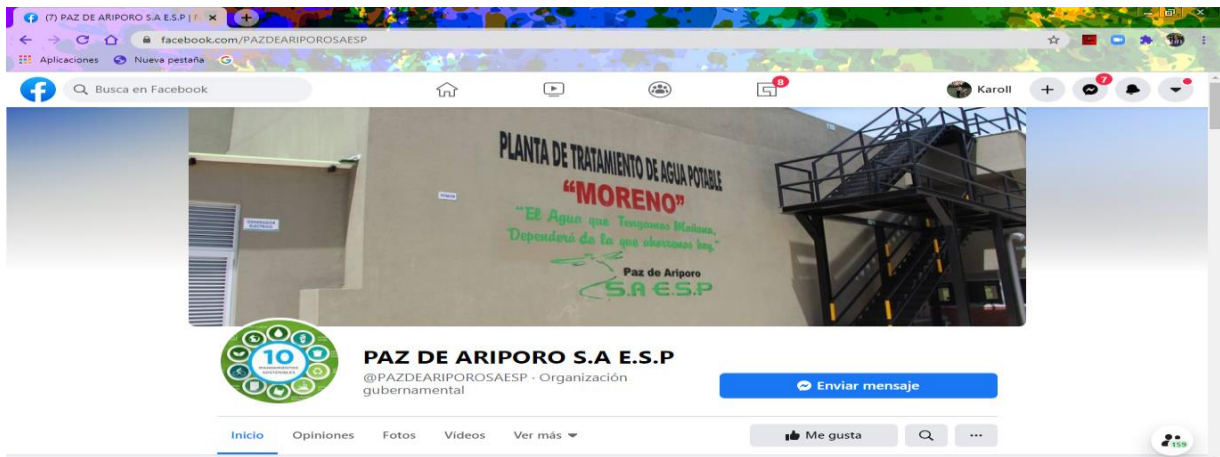 (7) PAZ DE ARIPORO S.A E.S.P |
facebook.com/PAZDEARIPOROSAESP
Aplicaciones
Nueva pestaña
Busca en Facebook
8
Karoll
7
PLANTA DE TRATAMIENTO DE AGUA POTABLE
"MORENO"
"El Agua que Tengamos Mañana,
Dependerá de la que ahorremos hoy."
Paz de Ariporo
S.A E.S.P
10
PAZ DE ARIPORO S.A E.S.P
@PAZDEARIPOROSAESP · Organización
gubernamental
Enviar mensaje
Inicio
Opiniones
Fotos
Vídeos
Ver más
Me gusta
159